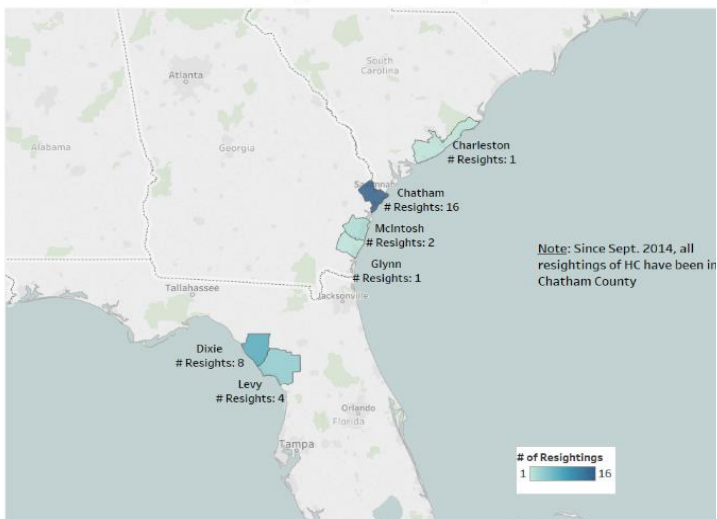 South
Carolina
Atlanta
Alabama
Georgia
Charleston
# Resights: 1
Savannah
Chatham
# Resights: 16
McIntosh
# Resights: 2
Glynn
# Resights: 1
Note: Since Sept. 2014, all
resightings of HC have been in
Chatham County
Tallahassee
Jacksonville
Dixie
# Resights: 8
Levy
# Resights: 4
Orlando
Florida
Tampa
# of Resightings
1
16